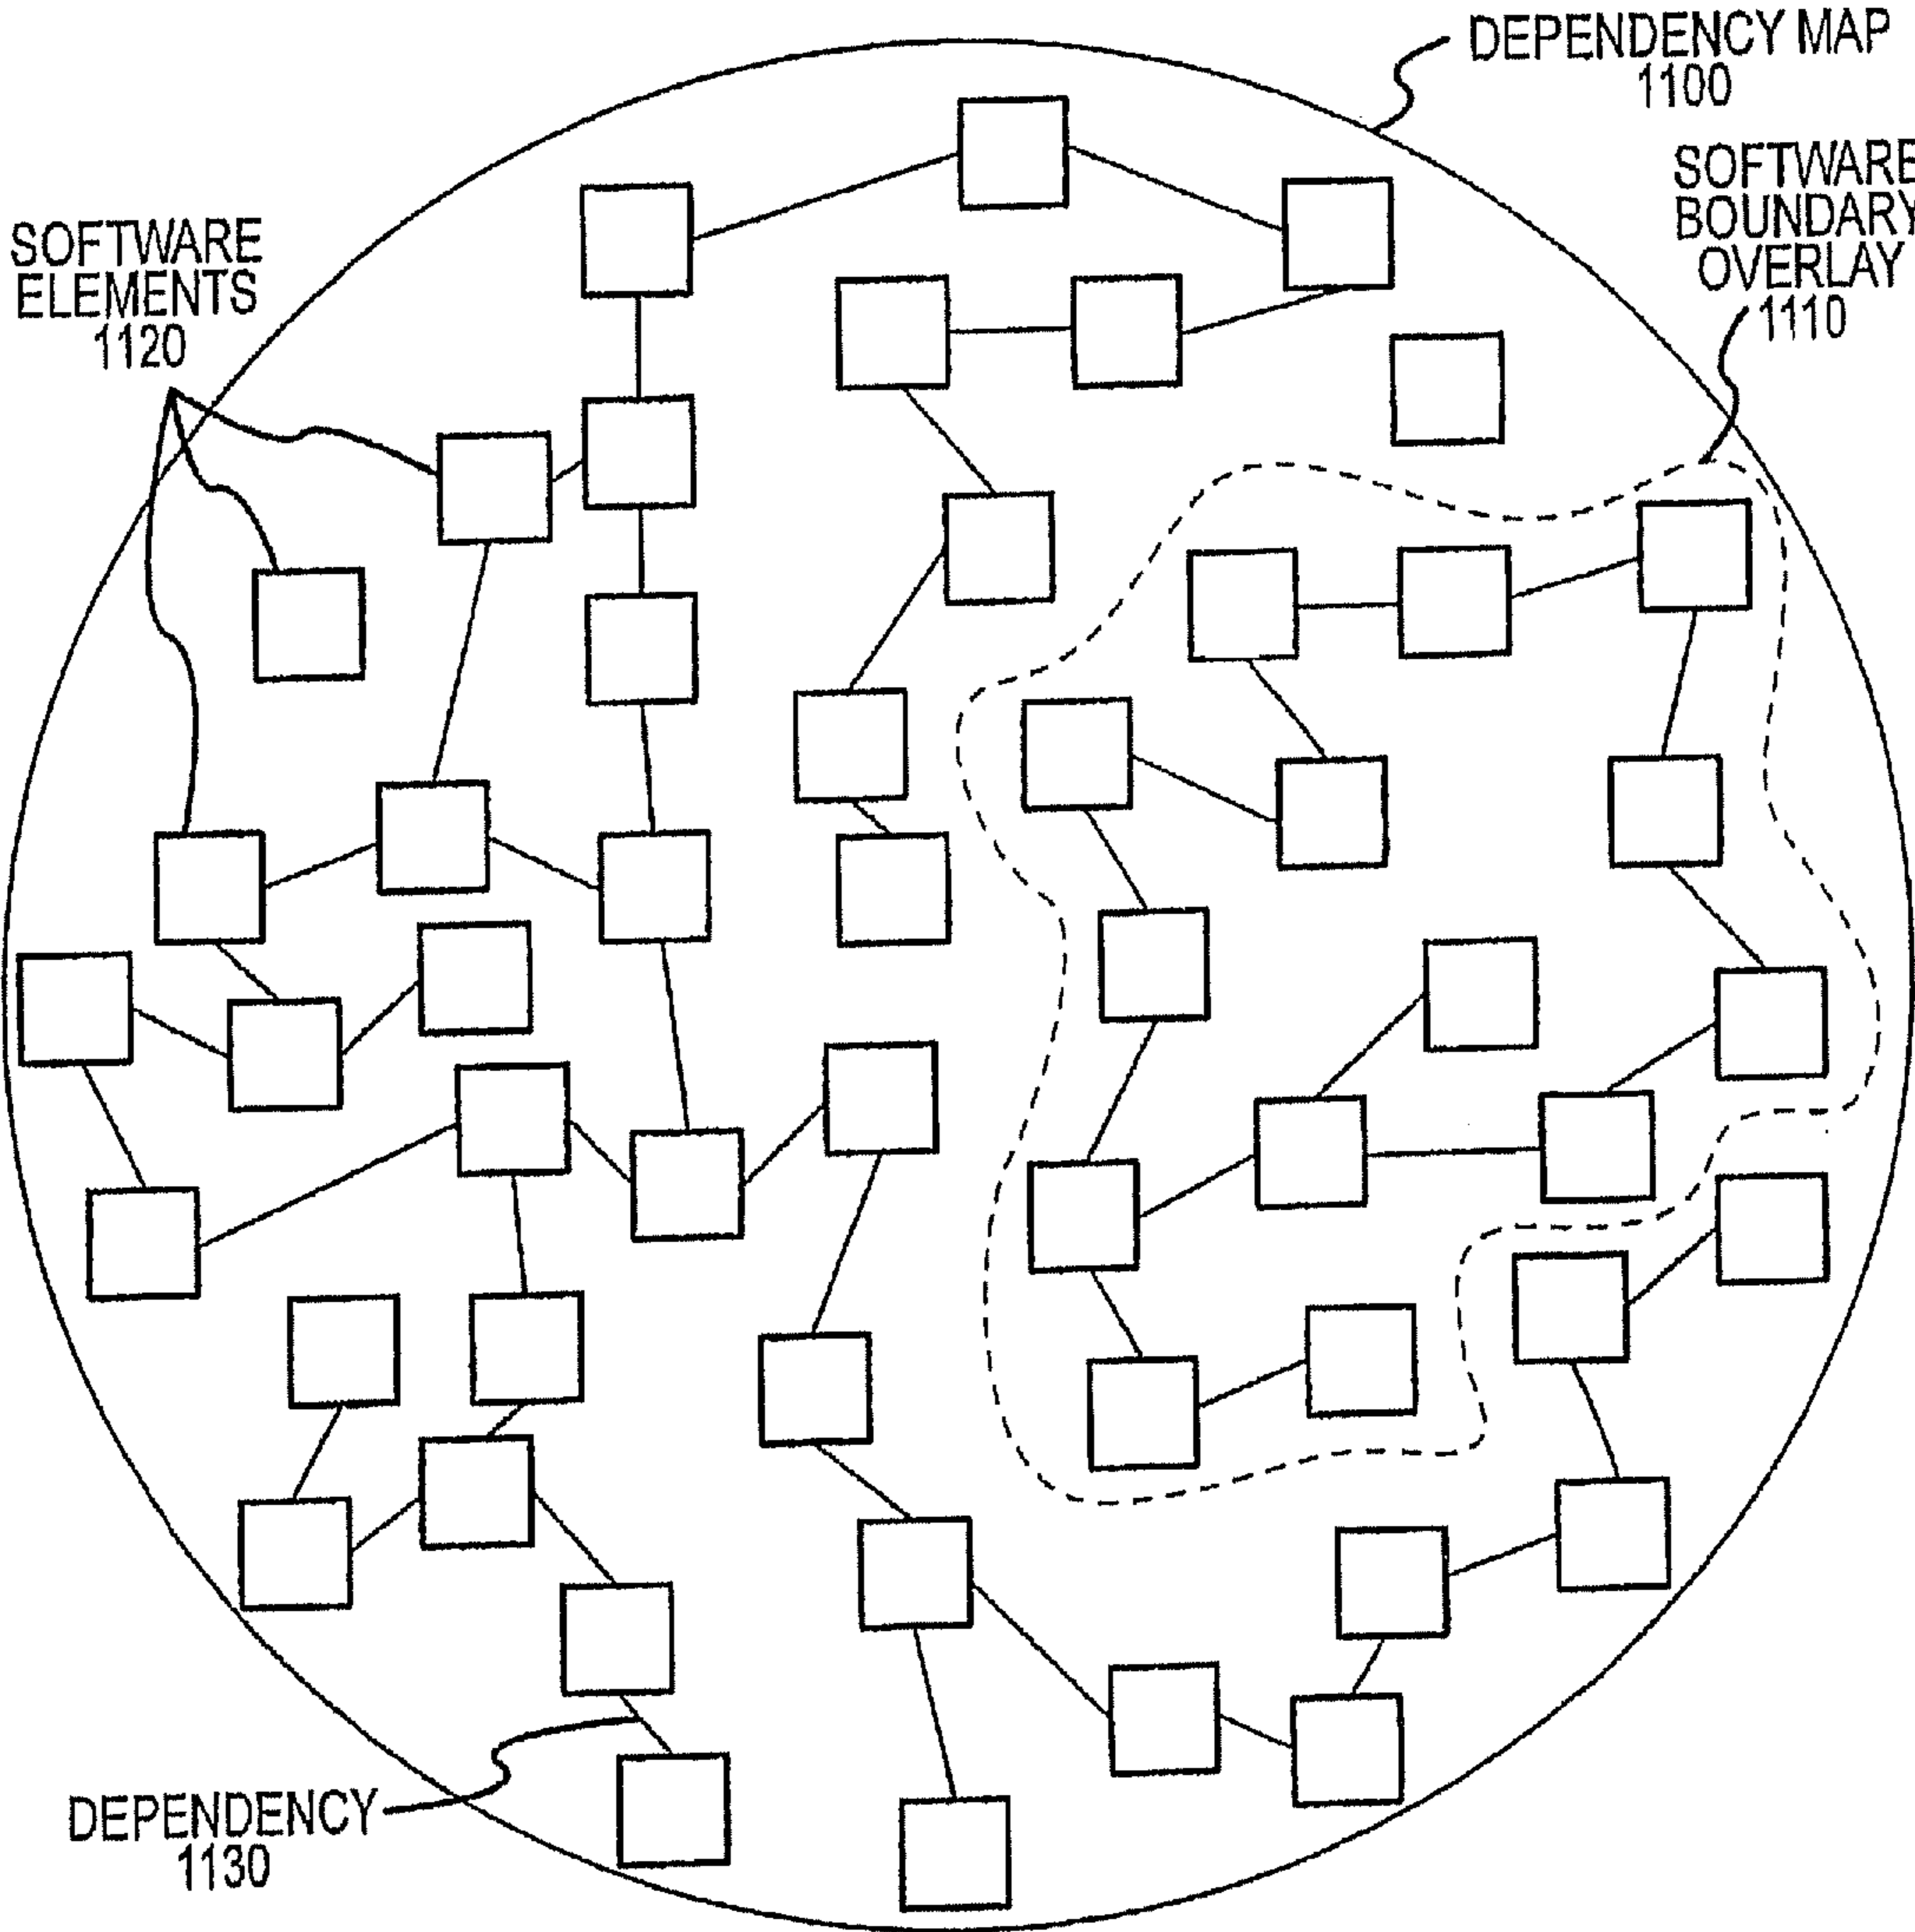 DEPENDENCY MAP
1100
SOFTWARE
BOUNDARY
OVERLAY
1110
SOFTWARE
ELEMENTS
1120
DEPENDENCY
1130